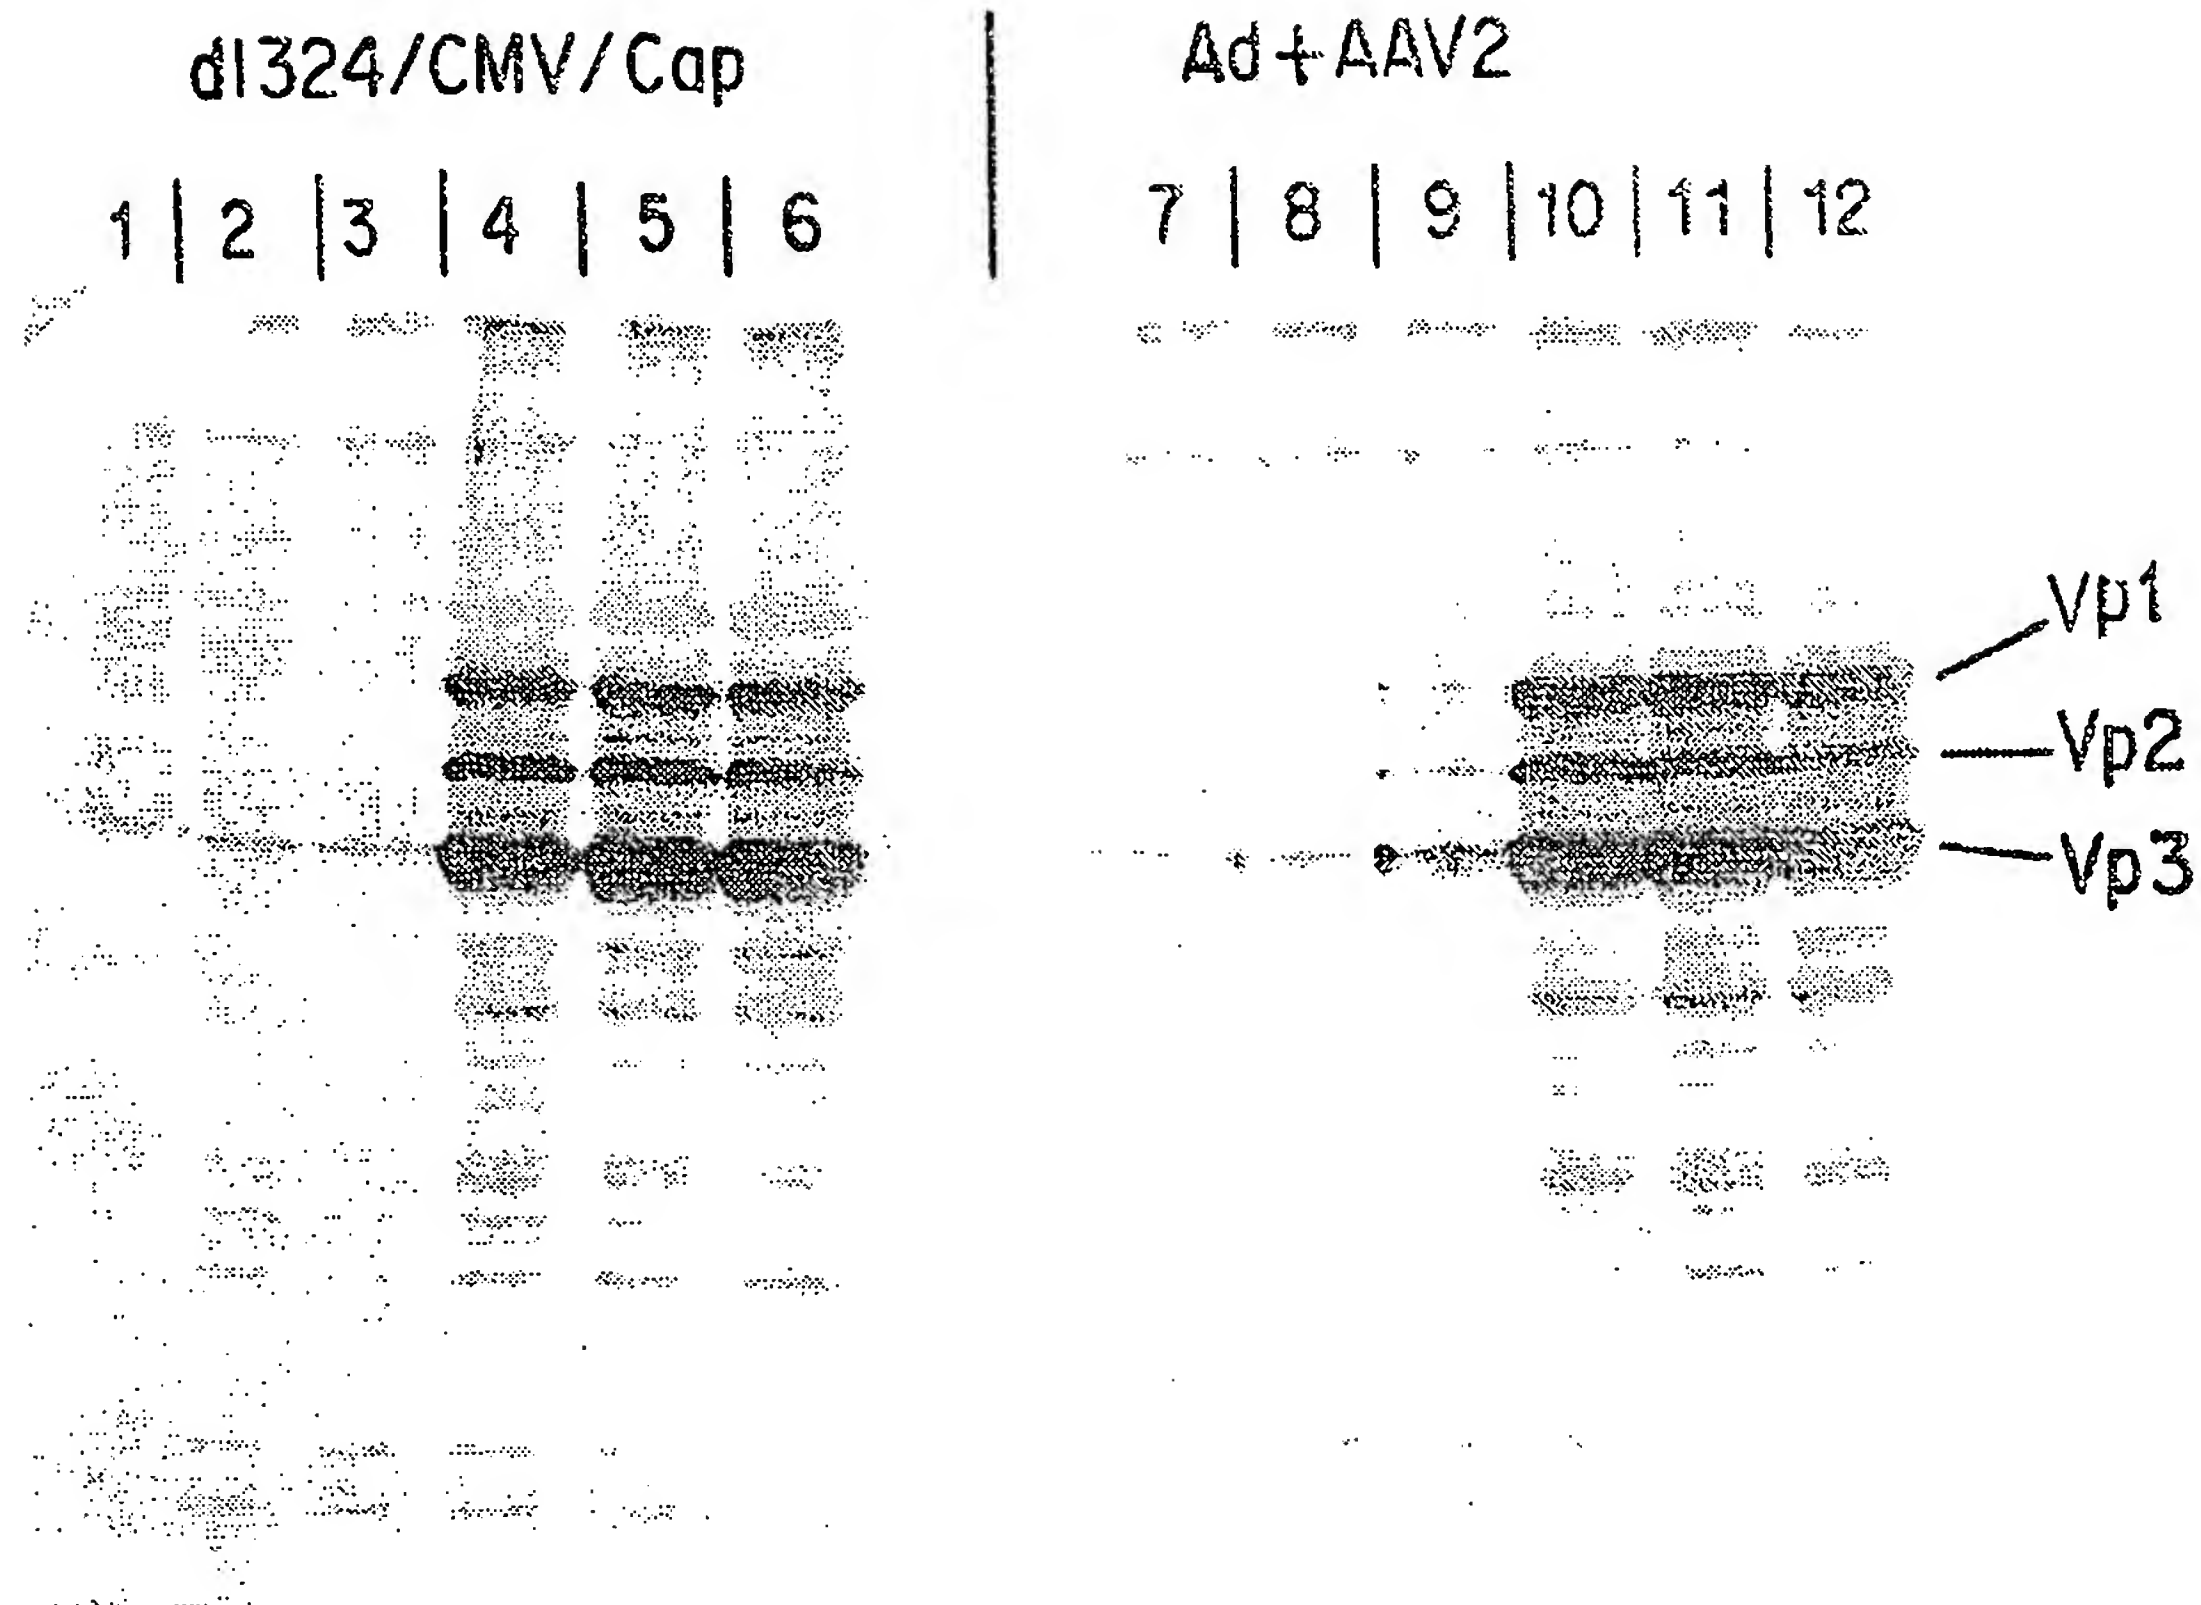 dl324/CMV/Cap
Ad+AAV2
1 | 2 | 3 | 4 | 5 | 6
7 | 8 | 9 | 10 | 11 | 12
Vp1
Vp2
Vp3